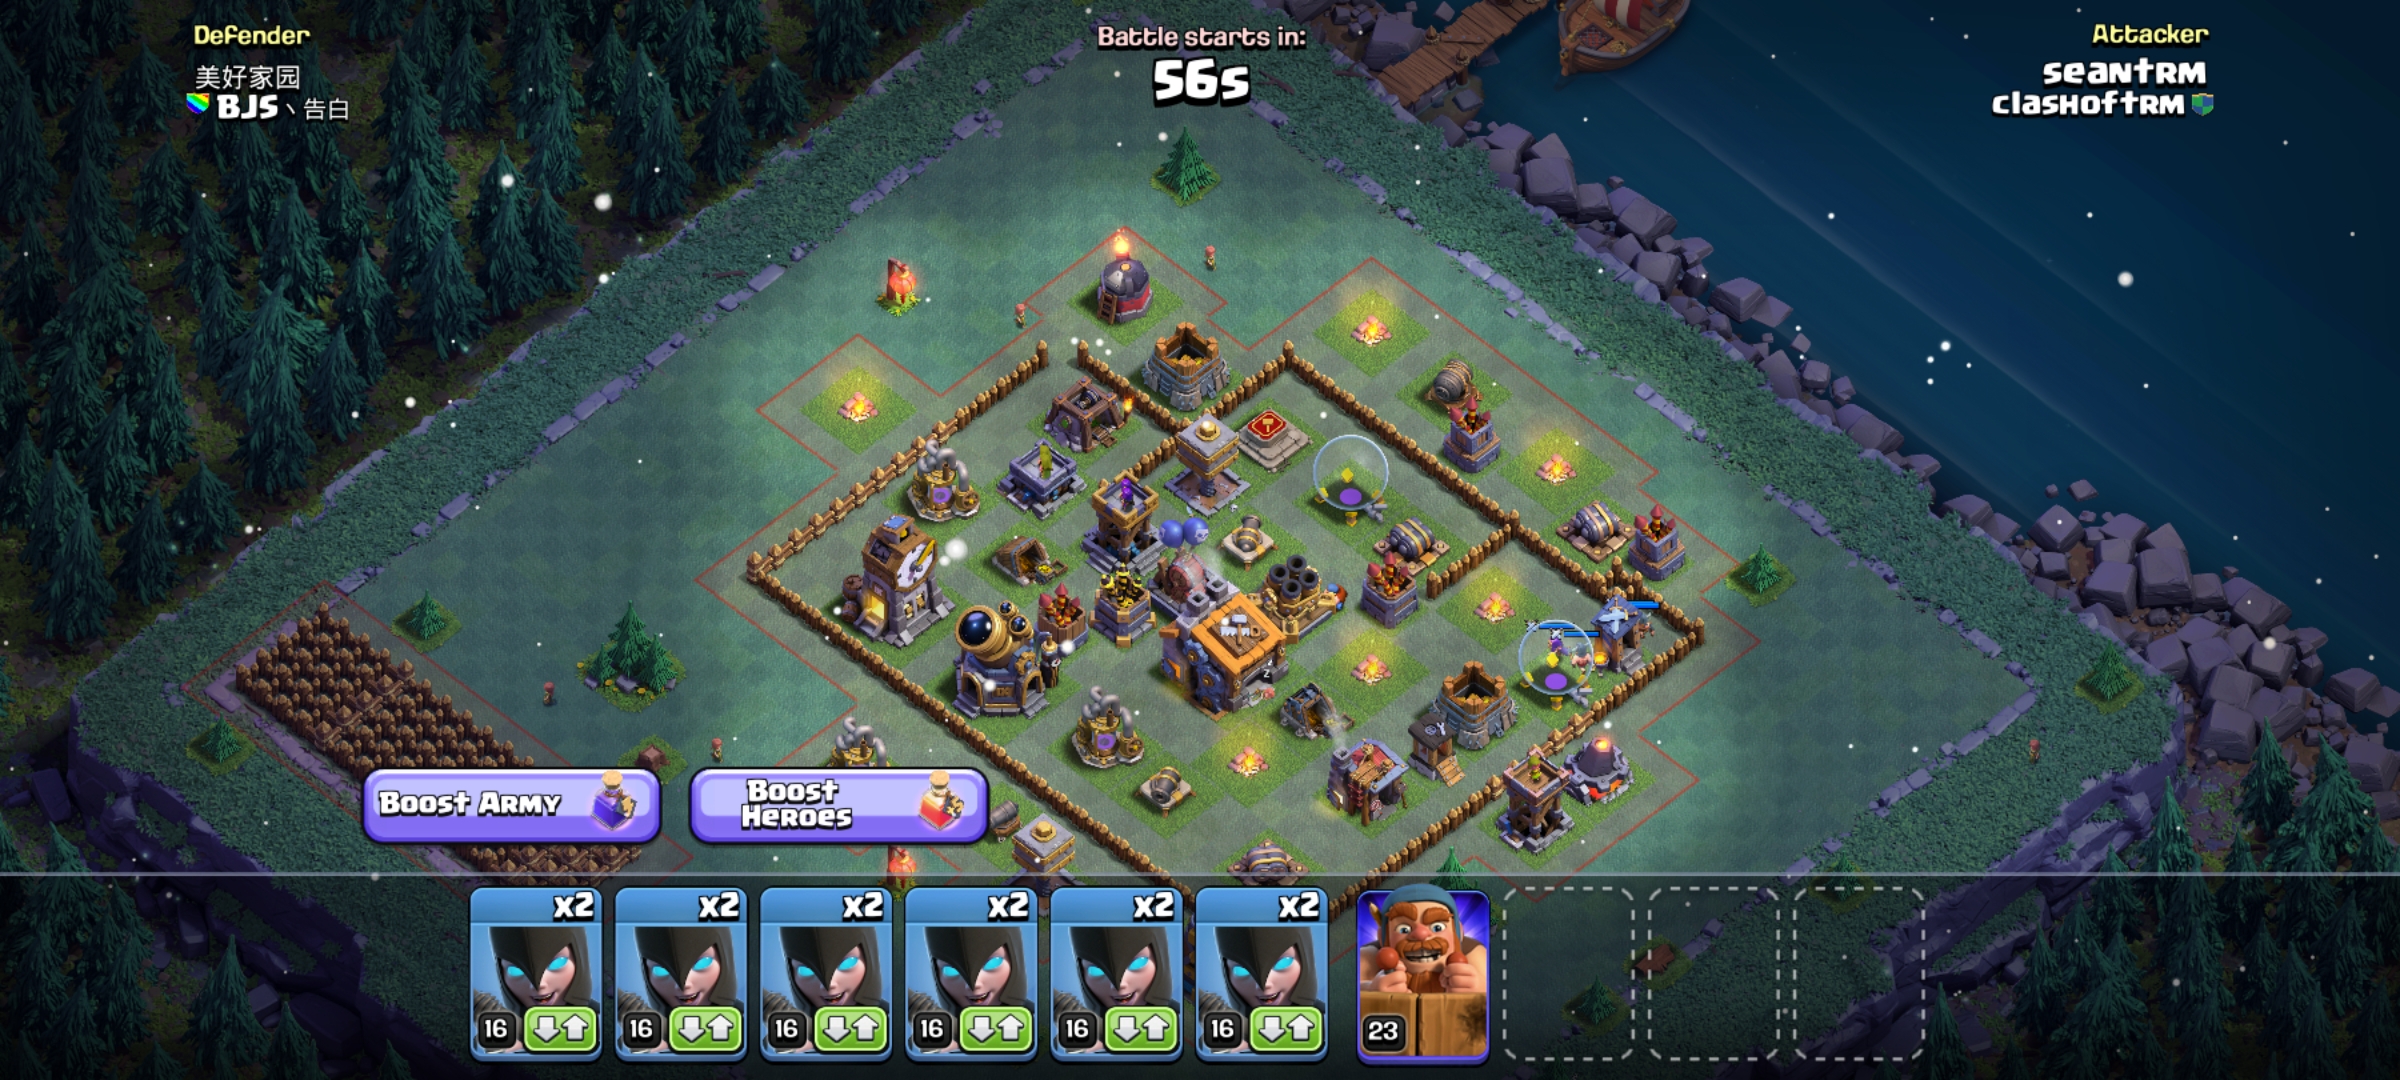 Defender
美好家园
BJS丶告白
Battle starts in:
56s
Attacker
seantRM
clashoftRM
Boost Army
Boost
Heroes
x2
x2
x2
x2
x2
x2
16
16
16
16
16
16
23